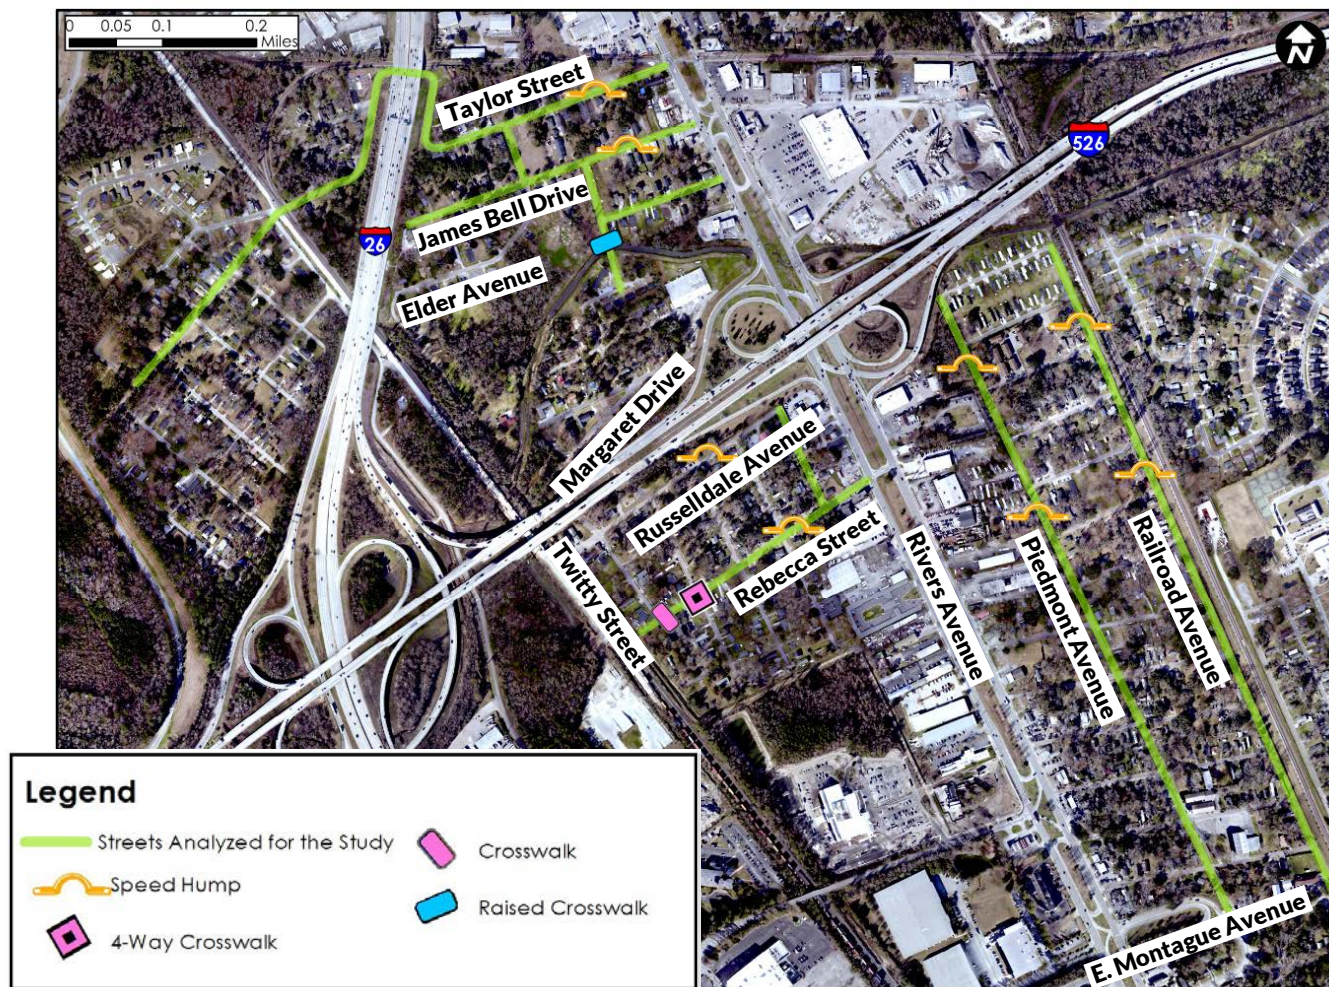 0 0.05 0.1 0.2
Miles
N
Taylor Street
526
James Bell Drive
26
Elder Avenue
Margaret Drive
Russelldale Avenue
Rebecca Street
Twitty Street
Rivers Avenue
Piedmont Avenue
Railroad Avenue
E. Montague Avenue
Legend
Streets Analyzed for the Study
Speed Hump
4-Way Crosswalk
Crosswalk
Raised Crosswalk